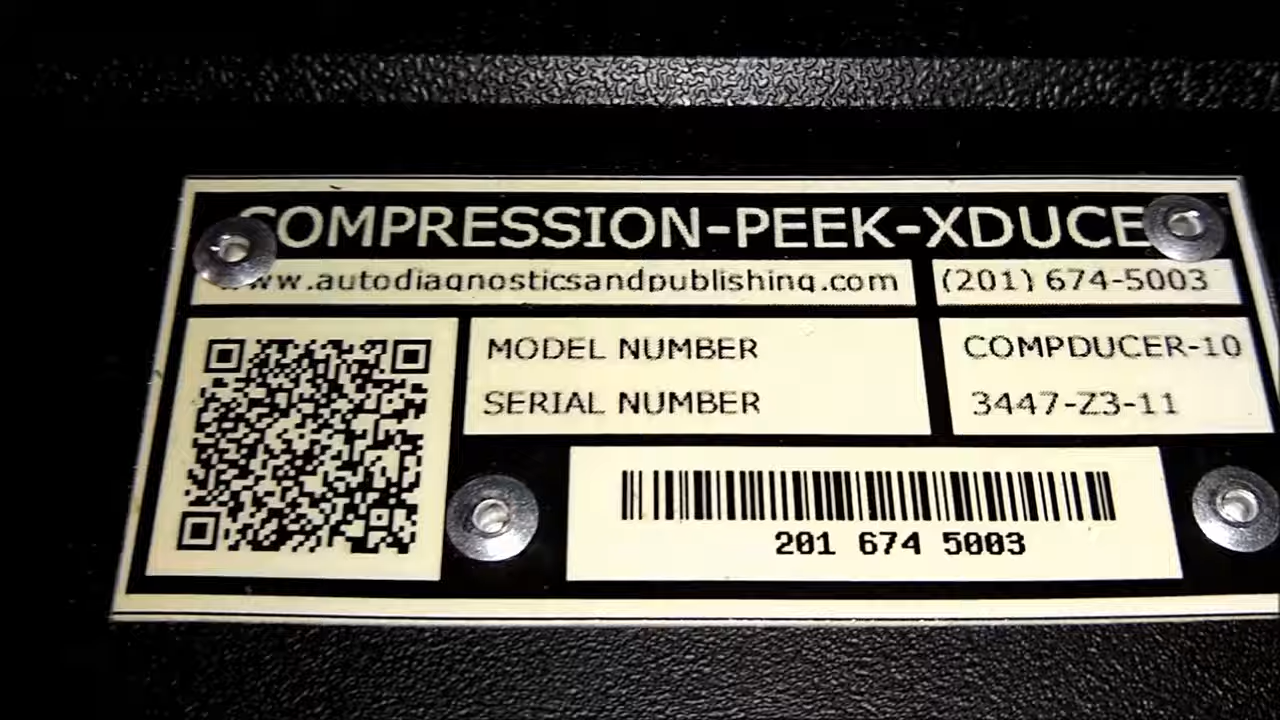 COMPRESSION-PEEK-XDUCE
www.autodiagnosticsandpublishing.com (201) 674-5003
MODEL NUMBER COMPDUCER-10
SERIAL NUMBER 3447-Z3-11
201 674 5003